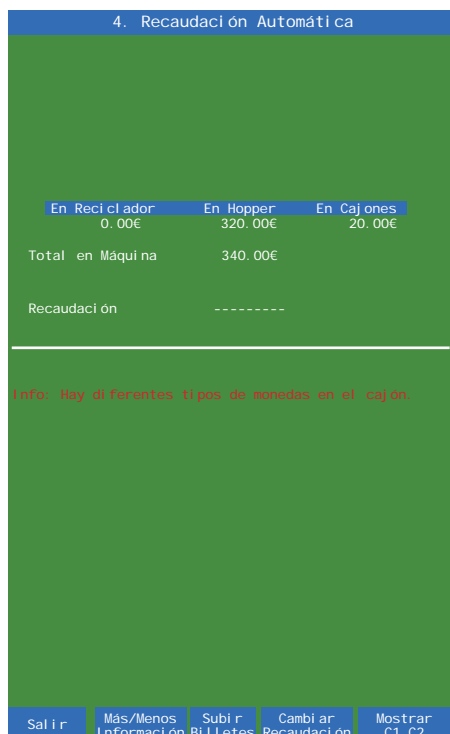 4. Recaudación Automática
En Reciclador En Hopper En Cajones
0.00€ 320.00€ 20.00€
Total en Máquina 340.00€
Recaudación ---------
Info: Hay diferentes tipos de monedas en el cajón.
Salir Más/Menos Subir Cambiar Mostrar
Información Billetes Recaudación C1 C2